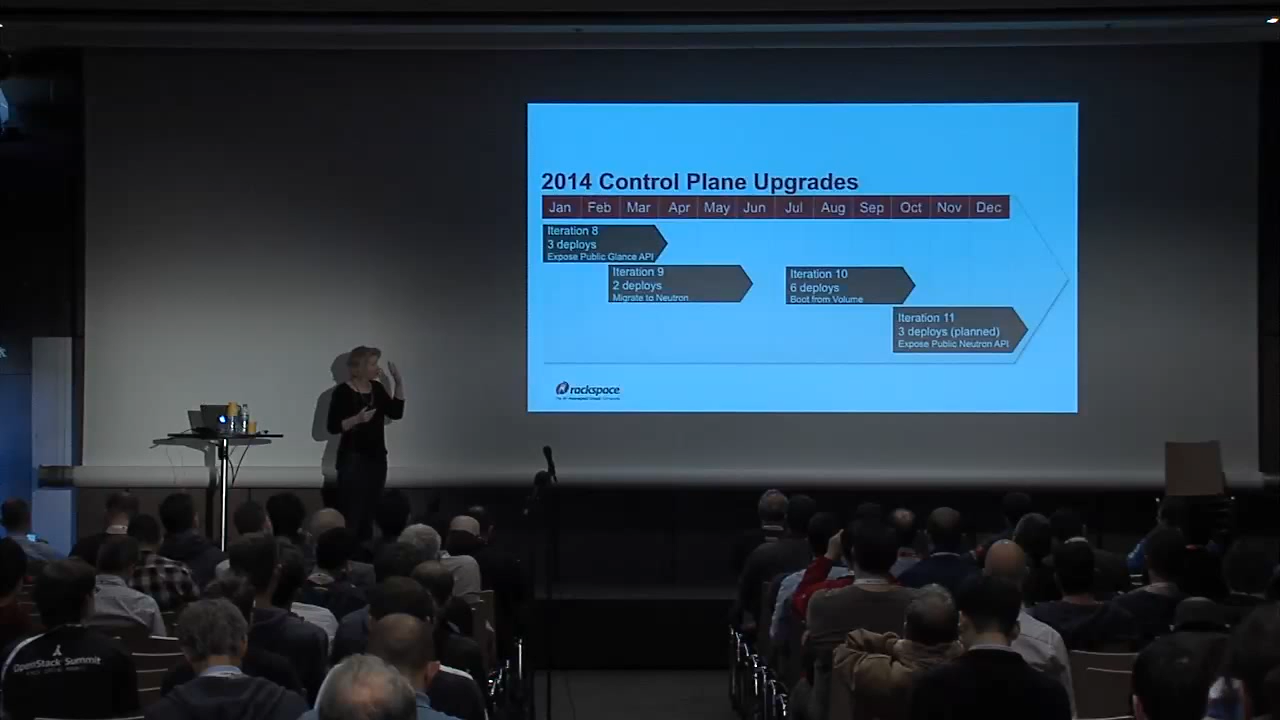 2014 Control Plane Upgrades
Jan Feb Mar Apr May Jun Jul Aug Sep Oct Nov Dec
Iteration 8
3 deploys
Expose Public Glance API
Iteration 9
2 deploys
Migrate to Neutron
Iteration 10
6 deploys
Boot from Volume
Iteration 11
3 deploys (planned)
Expose Public Neutron API
rackspace
OpenStack Summit